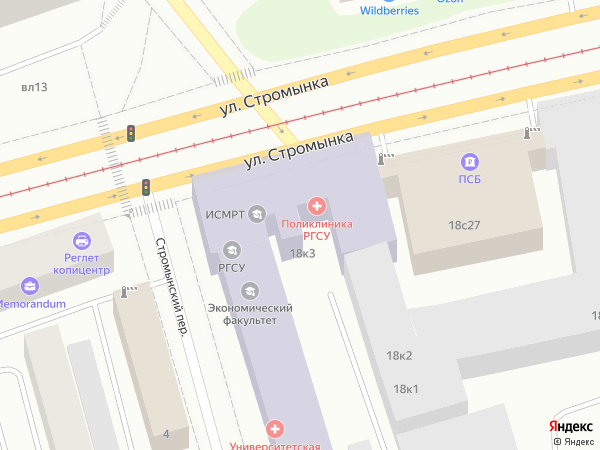 Ozon
Wildberries
вл13
ул. Стромынка
ул. Стромынка
ПСБ
ИСМРТ
Поликлиника
РГСУ
18с27
Реглет
копицентр
РГСУ
18к3
Memorandum
Стромынский пер.
Экономический
факультет
18к2
18к1
4
Университетская
Яндекс